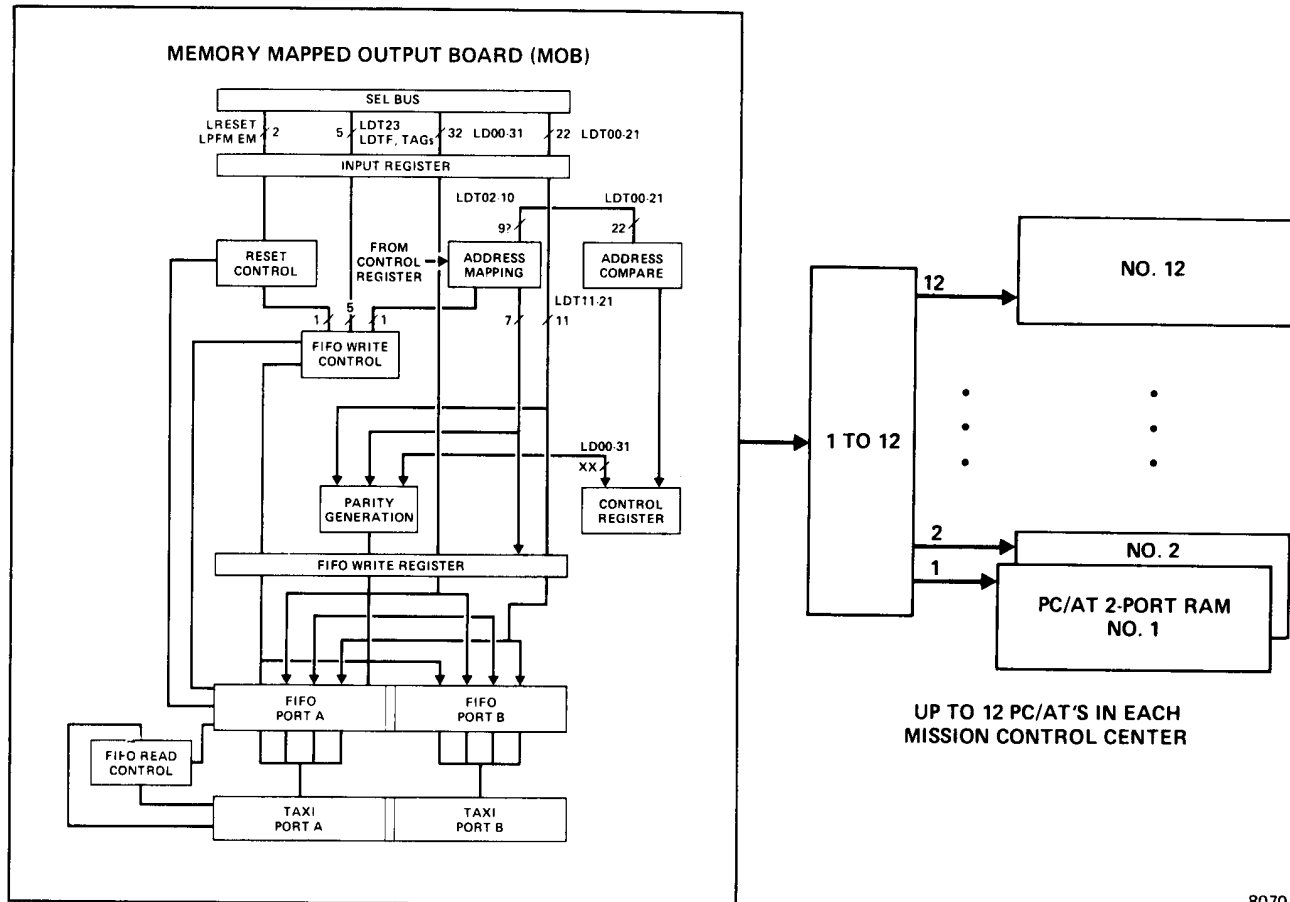 MEMORY MAPPED OUTPUT BOARD (MOB)
SEL BUS
LRESET
LPFM EM
2
5
LDT23
LDTF, TAGs
32
LD00-31
22
LDT00-21
INPUT REGISTER
LDT02-10
LDT00-21
9?
22
RESET
CONTROL
FROM
CONTROL
REGISTER
ADDRESS
MAPPING
ADDRESS
COMPARE
1
5
1
7
LDT11-21
11
FIFO WRITE
CONTROL
LD00-31
XX
PARITY
GENERATION
CONTROL
REGISTER
FIFO WRITE REGISTER
FIFO
PORT A
FIFO
PORT B
FIFO READ
CONTROL
TAXI
PORT A
TAXI
PORT B
1 TO 12
12
NO. 12
2
NO. 2
1
PC/AT 2-PORT RAM
NO. 1
UP TO 12 PC/AT'S IN EACH
MISSION CONTROL CENTER